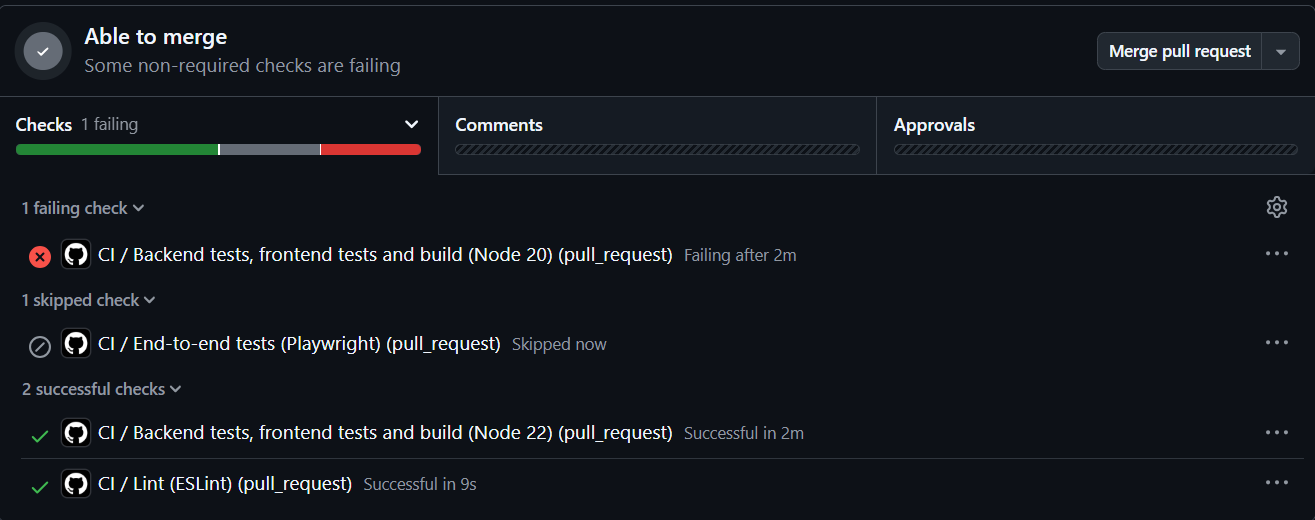 Able to merge
Some non-required checks are failing
Merge pull request
Checks 1 failing
Comments
Approvals
1 failing check
CI / Backend tests, frontend tests and build (Node 20) (pull_request) Failing after 2m
1 skipped check
CI / End-to-end tests (Playwright) (pull_request) Skipped now
2 successful checks
CI / Backend tests, frontend tests and build (Node 22) (pull_request) Successful in 2m
CI / Lint (ESLint) (pull_request) Successful in 9s